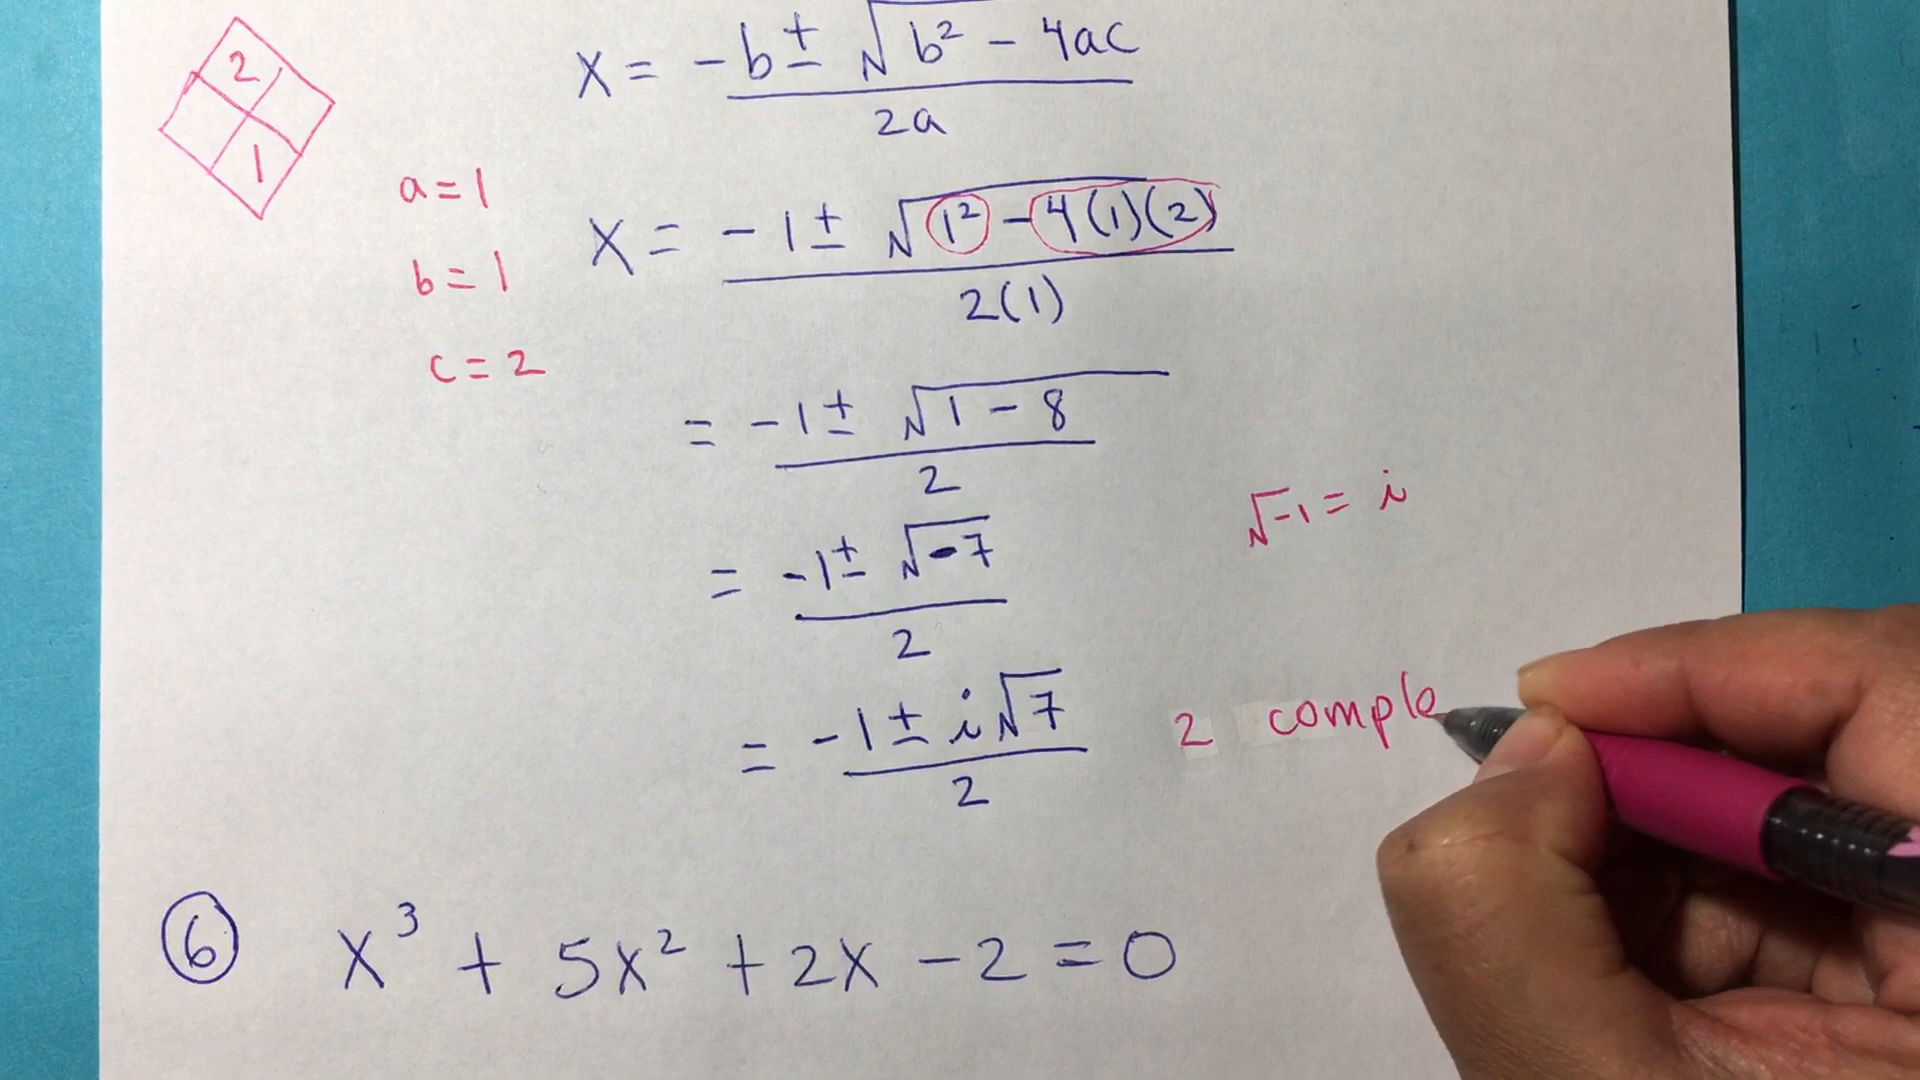 2
1
x = -b ± √b² - 4ac
2a
a = 1
b = 1
c = 2
x = -1 ± √1² - 4(1)(2)
2(1)
= -1 ± √1 - 8
2
= -1 ± √-7
2
√-1 = i
= -1 ± i√7
2
2 comple
⑥ x³ + 5x² + 2x - 2 = 0